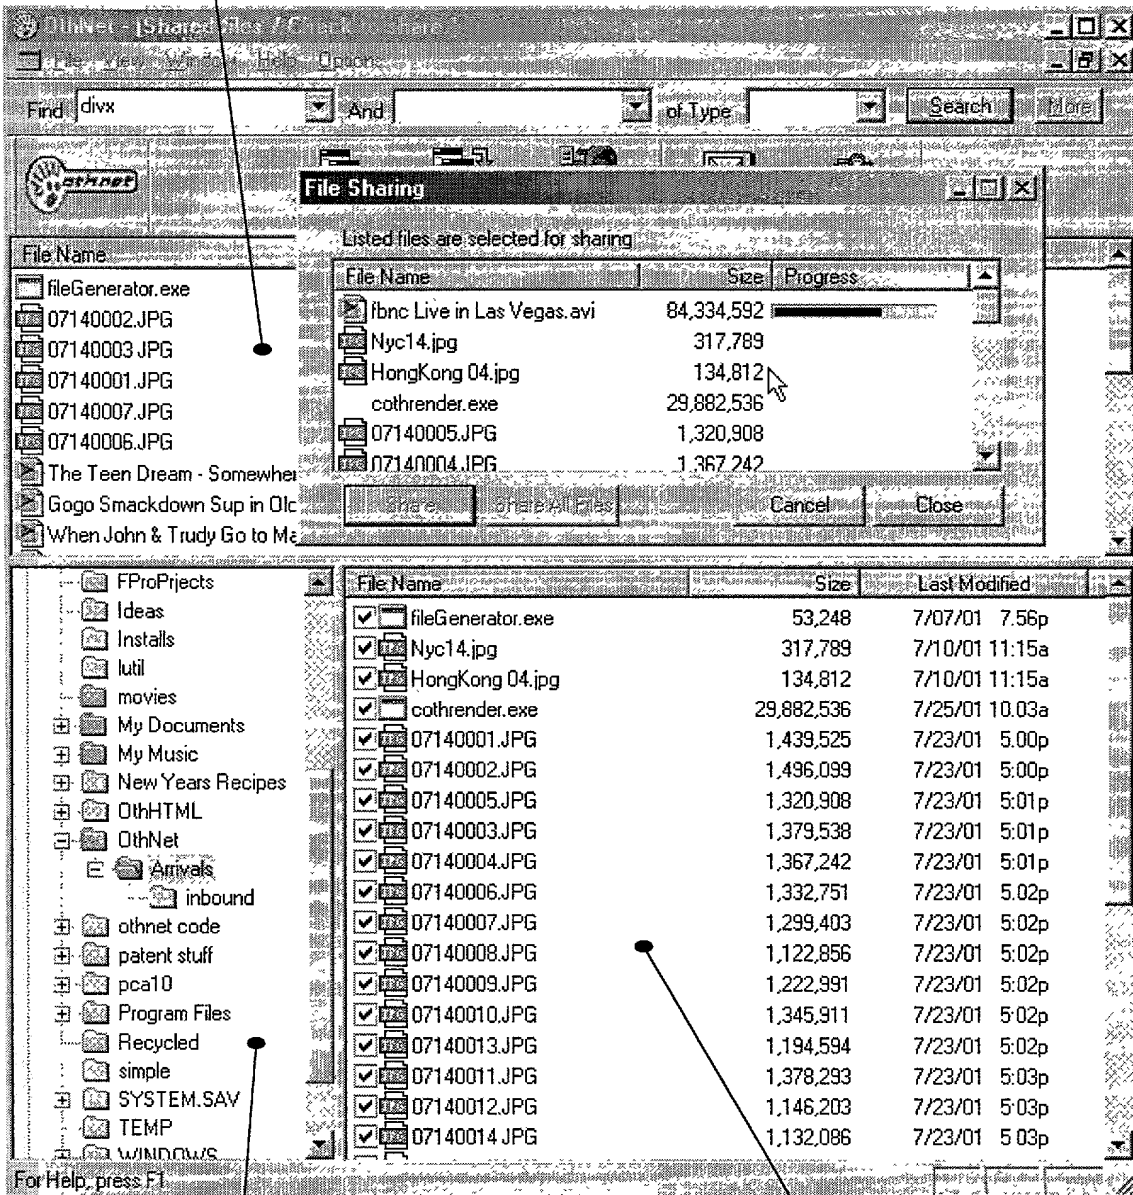 OthNet - [Shared files / Check to share]
File View Window Help Options
Find divx And of Type Search More
othnet
File Sharing
Listed files are selected for sharing
File Name Size Progress
fbnc Live in Las Vegas.avi 84,334,592
Nyc14.jpg 317,789
HongKong 04.jpg 134,812
cothrender.exe 29,882,536
07140005.JPG 1,320,908
07140004.JPG 1,367,242
Share Share All Files Cancel Close
File Name
fileGenerator.exe
07140002.JPG
07140003.JPG
07140001.JPG
07140007.JPG
07140006.JPG
The Teen Dream - Somewher
Gogo Smackdown Sup in Olc
When John & Trudy Go to Ma
FProPrjects
Ideas
Installs
lutil
movies
My Documents
My Music
New Years Recipes
OthHTML
OthNet
Arrivals
inbound
othnet code
patent stuff
pca10
Program Files
Recycled
simple
SYSTEM.SAV
TEMP
WINDOWS
File Name Size Last Modified
fileGenerator.exe 53,248 7/07/01 7.56p
Nyc14.jpg 317,789 7/10/01 11:15a
HongKong 04.jpg 134,812 7/10/01 11:15a
cothrender.exe 29,882,536 7/25/01 10.03a
07140001.JPG 1,439,525 7/23/01 5.00p
07140002.JPG 1,496,099 7/23/01 5:00p
07140005.JPG 1,320,908 7/23/01 5:01p
07140003.JPG 1,379,538 7/23/01 5:01p
07140004.JPG 1,367,242 7/23/01 5:01p
07140006.JPG 1,332,751 7/23/01 5.02p
07140007.JPG 1,299,403 7/23/01 5:02p
07140008.JPG 1,122,856 7/23/01 5:02p
07140009.JPG 1,222,991 7/23/01 5:02p
07140010.JPG 1,345,911 7/23/01 5:02p
07140013.JPG 1,194,594 7/23/01 5:02p
07140011.JPG 1,378,293 7/23/01 5:03p
07140012.JPG 1,146,203 7/23/01 5:03p
07140014 JPG 1,132,086 7/23/01 5 03p
For Help, press F1